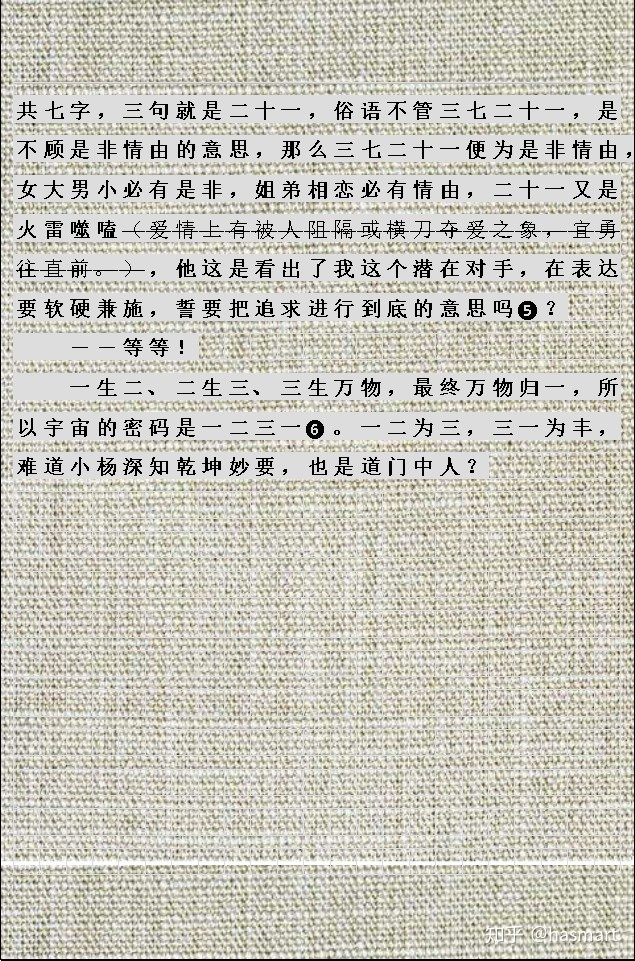 共七字，三句就是二十一，俗语不管三七二十一，是
不顾是非情由的意思，那么三七二十一便为是非情由，
女大男小必有是非，姐弟相恋必有情由，二十一又是
火雷噬嗑（爱情上有被人阻隔或横刀夺爱之象，宜勇
往直前。），他这是看出了我这个潜在对手，在表达
要软硬兼施，誓要把追求进行到底的意思吗❺？
－－等等！
一生二、二生三、三生万物，最终万物归一，所
以宇宙的密码是一二三一❻。一二为三，三一为丰，
难道小杨深知乾坤妙要，也是道门中人？
知乎 @hasmart